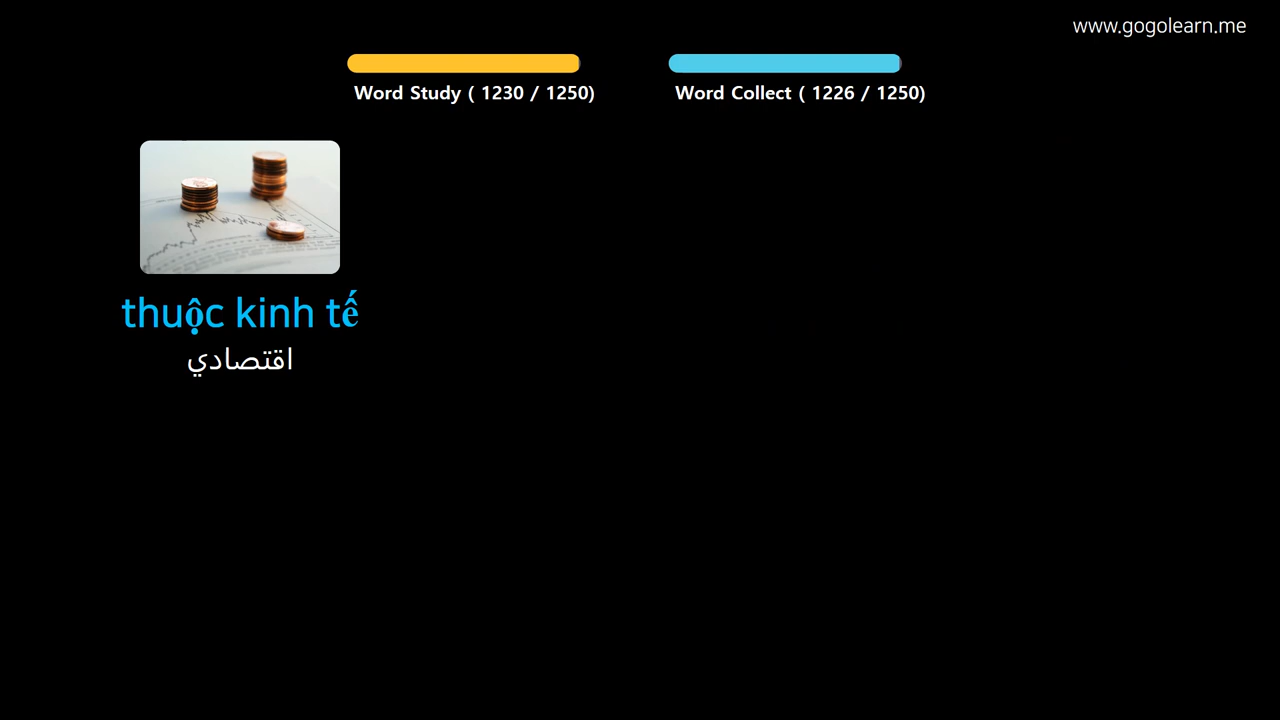 www.gogolearn.me
Word Study ( 1230 / 1250)
Word Collect ( 1226 / 1250)
thuộc kinh tế
اقتصادي